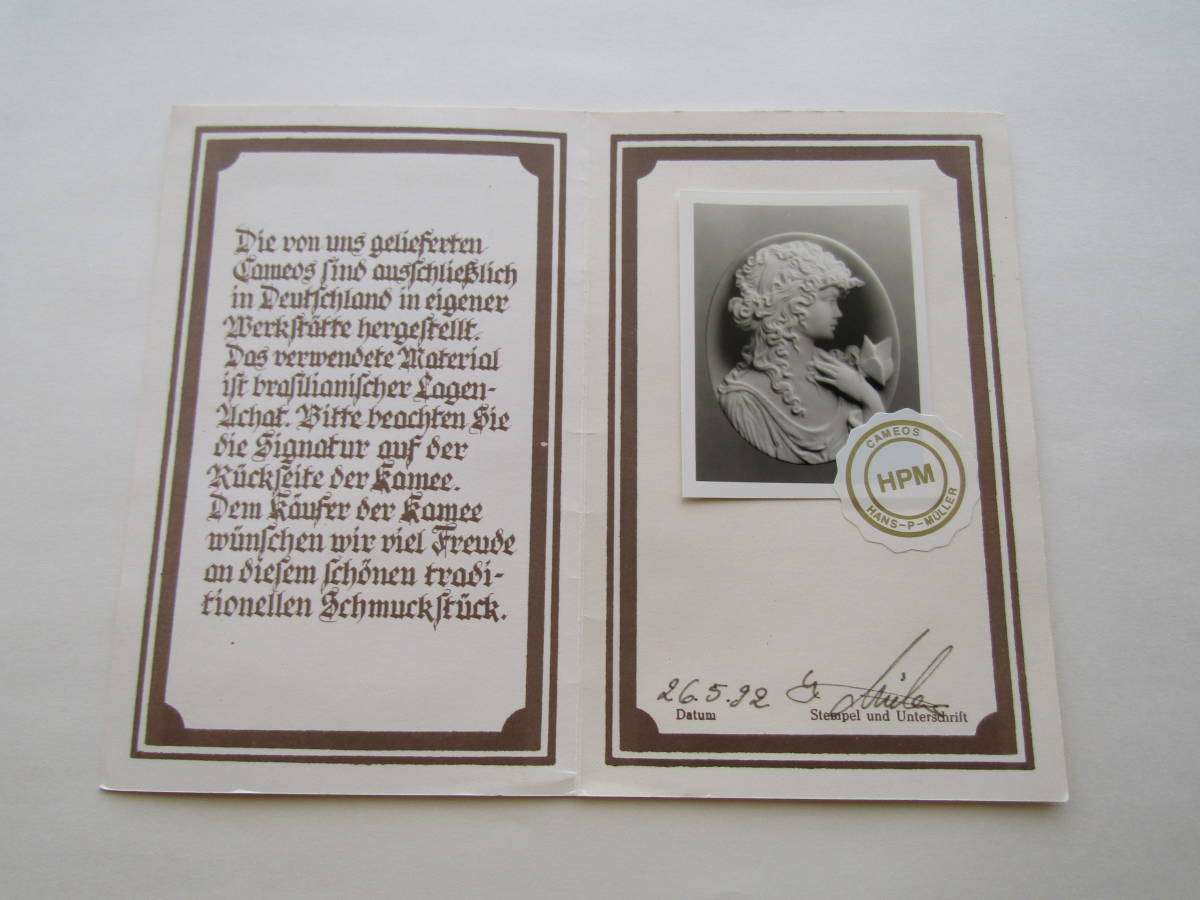 Die von uns gelieferten
Cameos sind ausschließlich
in Deutschland in eigener
Werkstätte hergestellt.
Das verwendete Material
ist brasilianischer Lagen-
Achat. Bitte beachten Sie
die Signatur auf der
Rückseite der Kamee.
Dem Käufer der Kamee
wünschen wir viel Freude
an diesem schönen tradi-
tionellen Schmuckstück.
CAMEOS
HPM
HANS-P-MÜLLER
26.5.92
Datum
Stempel und Unterschrift